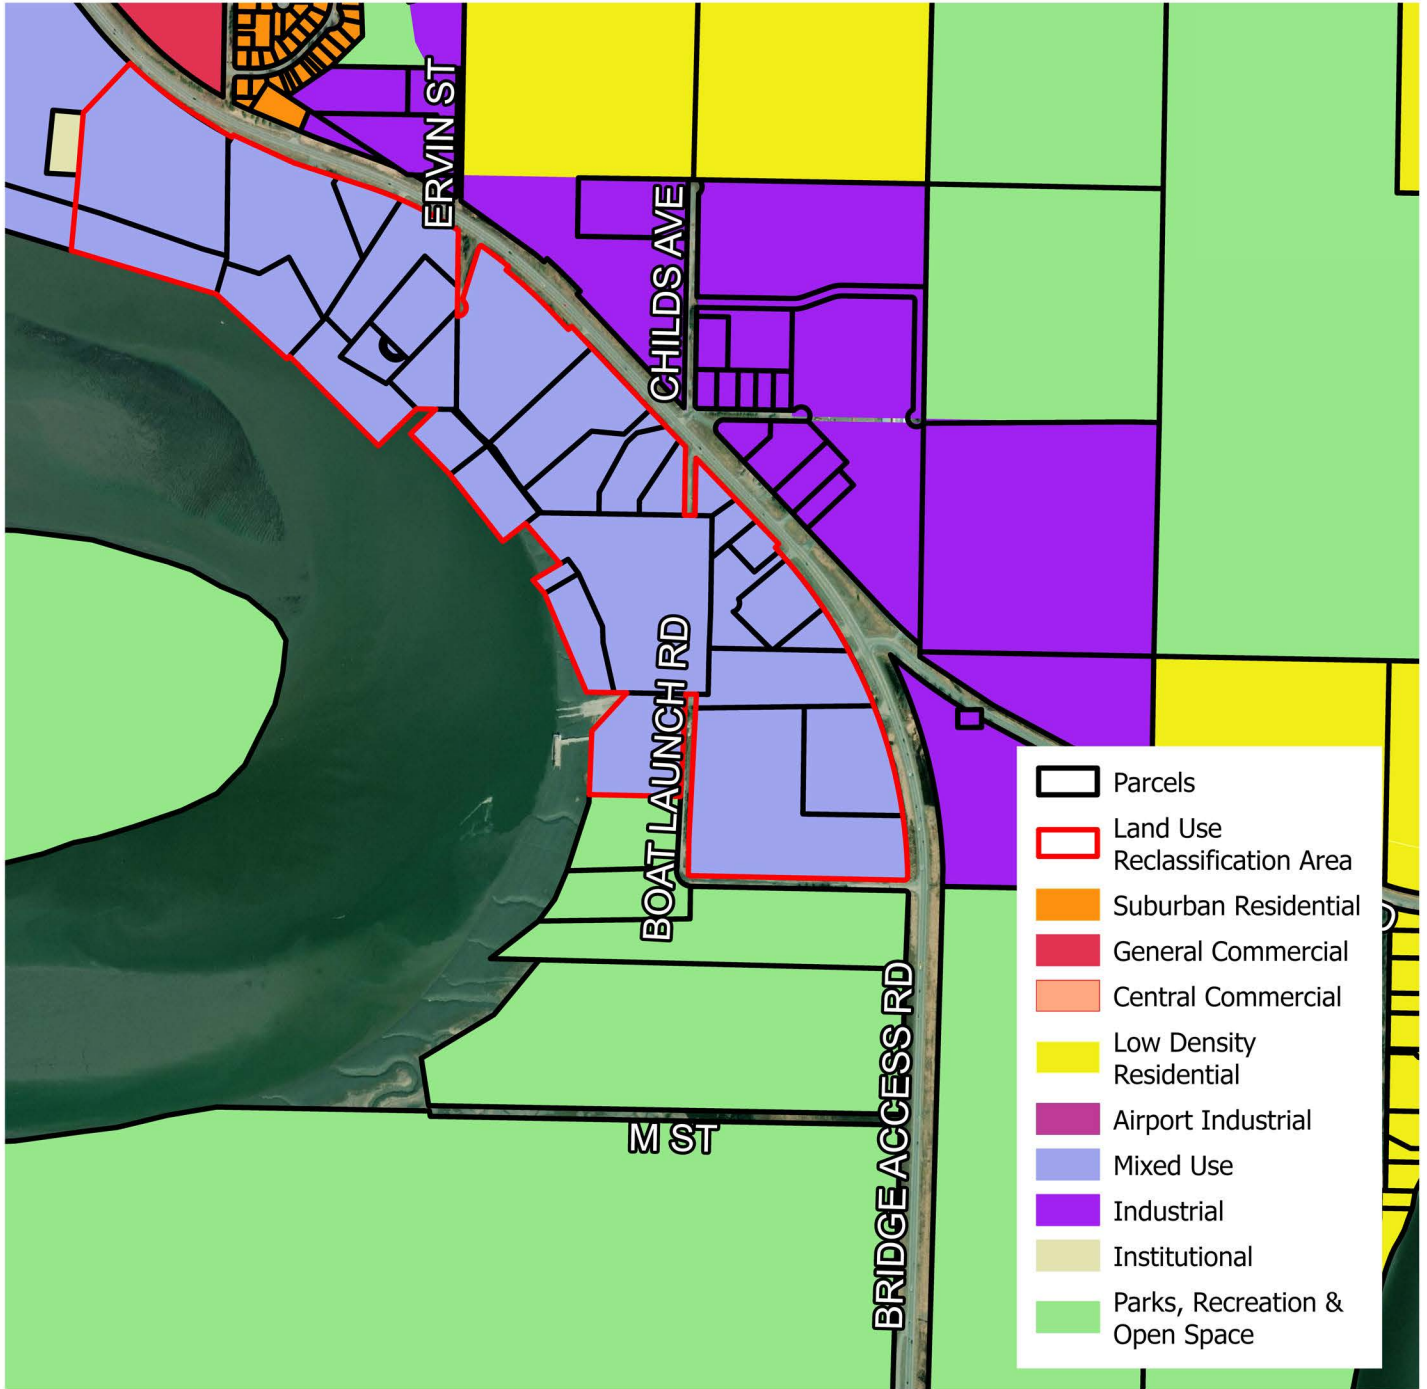 ERVIN ST
CHILDS AVE
BOAT LAUNCH RD
M ST
BRIDGE ACCESS RD
Parcels
Land Use
Reclassification Area
Suburban Residential
General Commercial
Central Commercial
Low Density
Residential
Airport Industrial
Mixed Use
Industrial
Institutional
Parks, Recreation &
Open Space